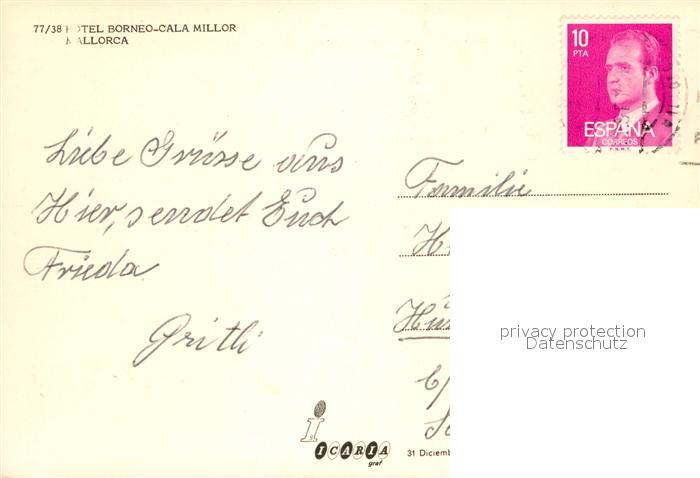 77/38 HOTEL BORNEO-CALA MILLOR
MALLORCA
10
PTA
ESPAÑA
CORREOS
F.N.M.T.
Liebe Grüsse aus
Hier, sendet Euch
Frieda
Gritli
Familie
privacy protection
Datenschutz
ICARIA
graf
31 Diciemb